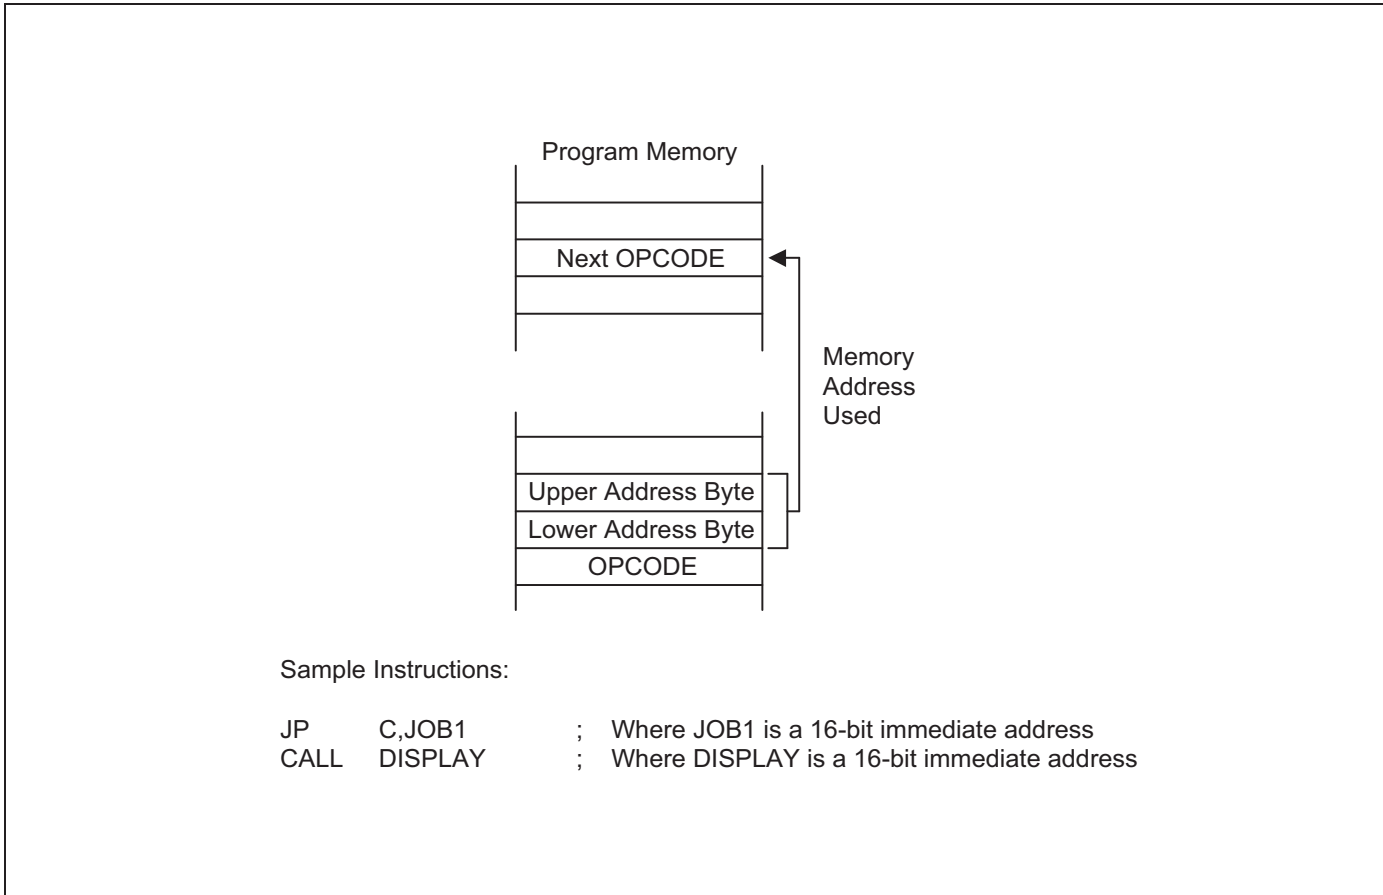 Program Memory
Next OPCODE
Memory
Address
Used
Upper Address Byte
Lower Address Byte
OPCODE
Sample Instructions:
JP C,JOB1 ; Where JOB1 is a 16-bit immediate address
CALL DISPLAY ; Where DISPLAY is a 16-bit immediate address